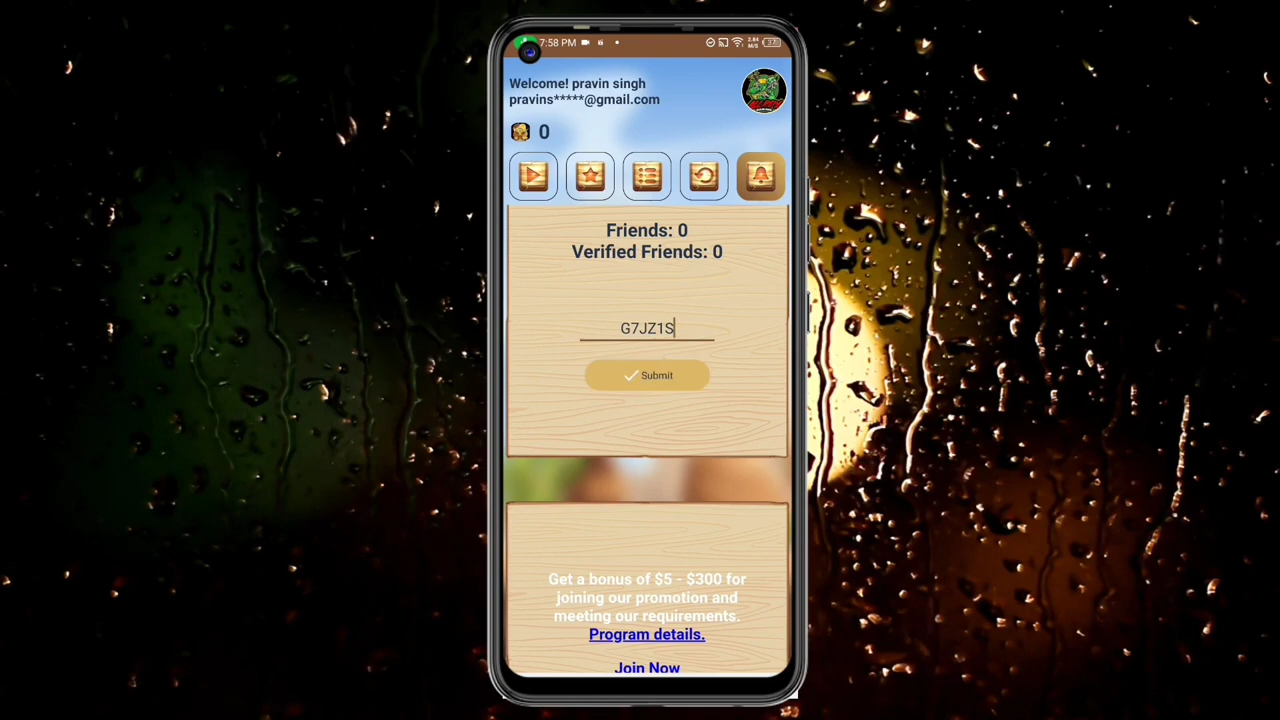 7:58 PM
Welcome! pravin singh
pravins*****@gmail.com
0
Friends: 0
Verified Friends: 0
G7JZ1S
Submit
Get a bonus of $5 - $300 for
joining our promotion and
meeting our requirements.
Program details.
Join Now